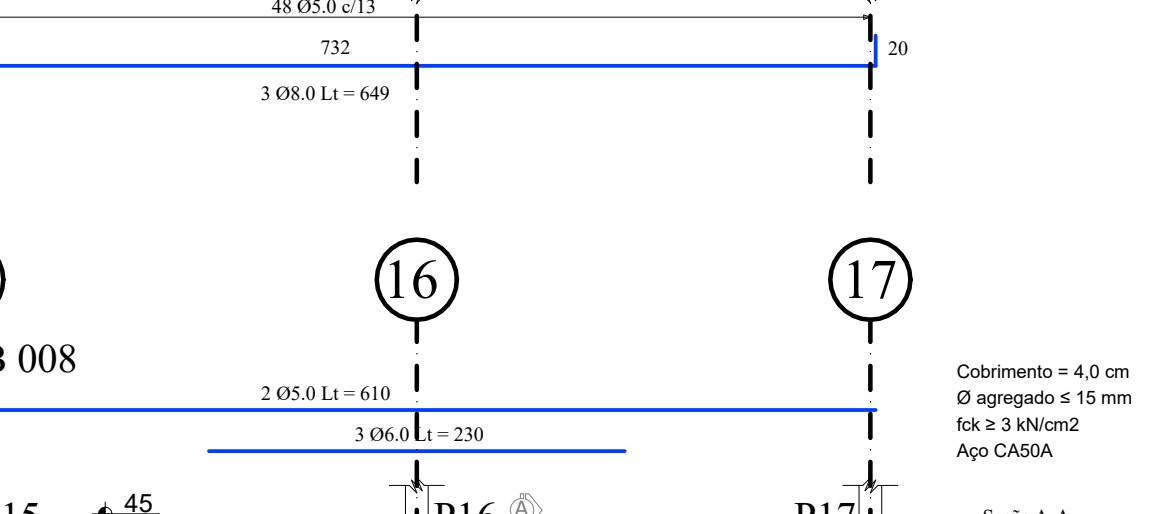 48 Ø5.0 c/13
732
20
3 Ø8.0 Lt = 649
16
17
008
2 Ø5.0 Lt = 610
3 Ø6.0 Lt = 230
Cobrimento = 4,0 cm
Ø agregado ≤ 15 mm
fck ≥ 3 kN/cm2
Aço CA50A
15
45
P16
A
P17